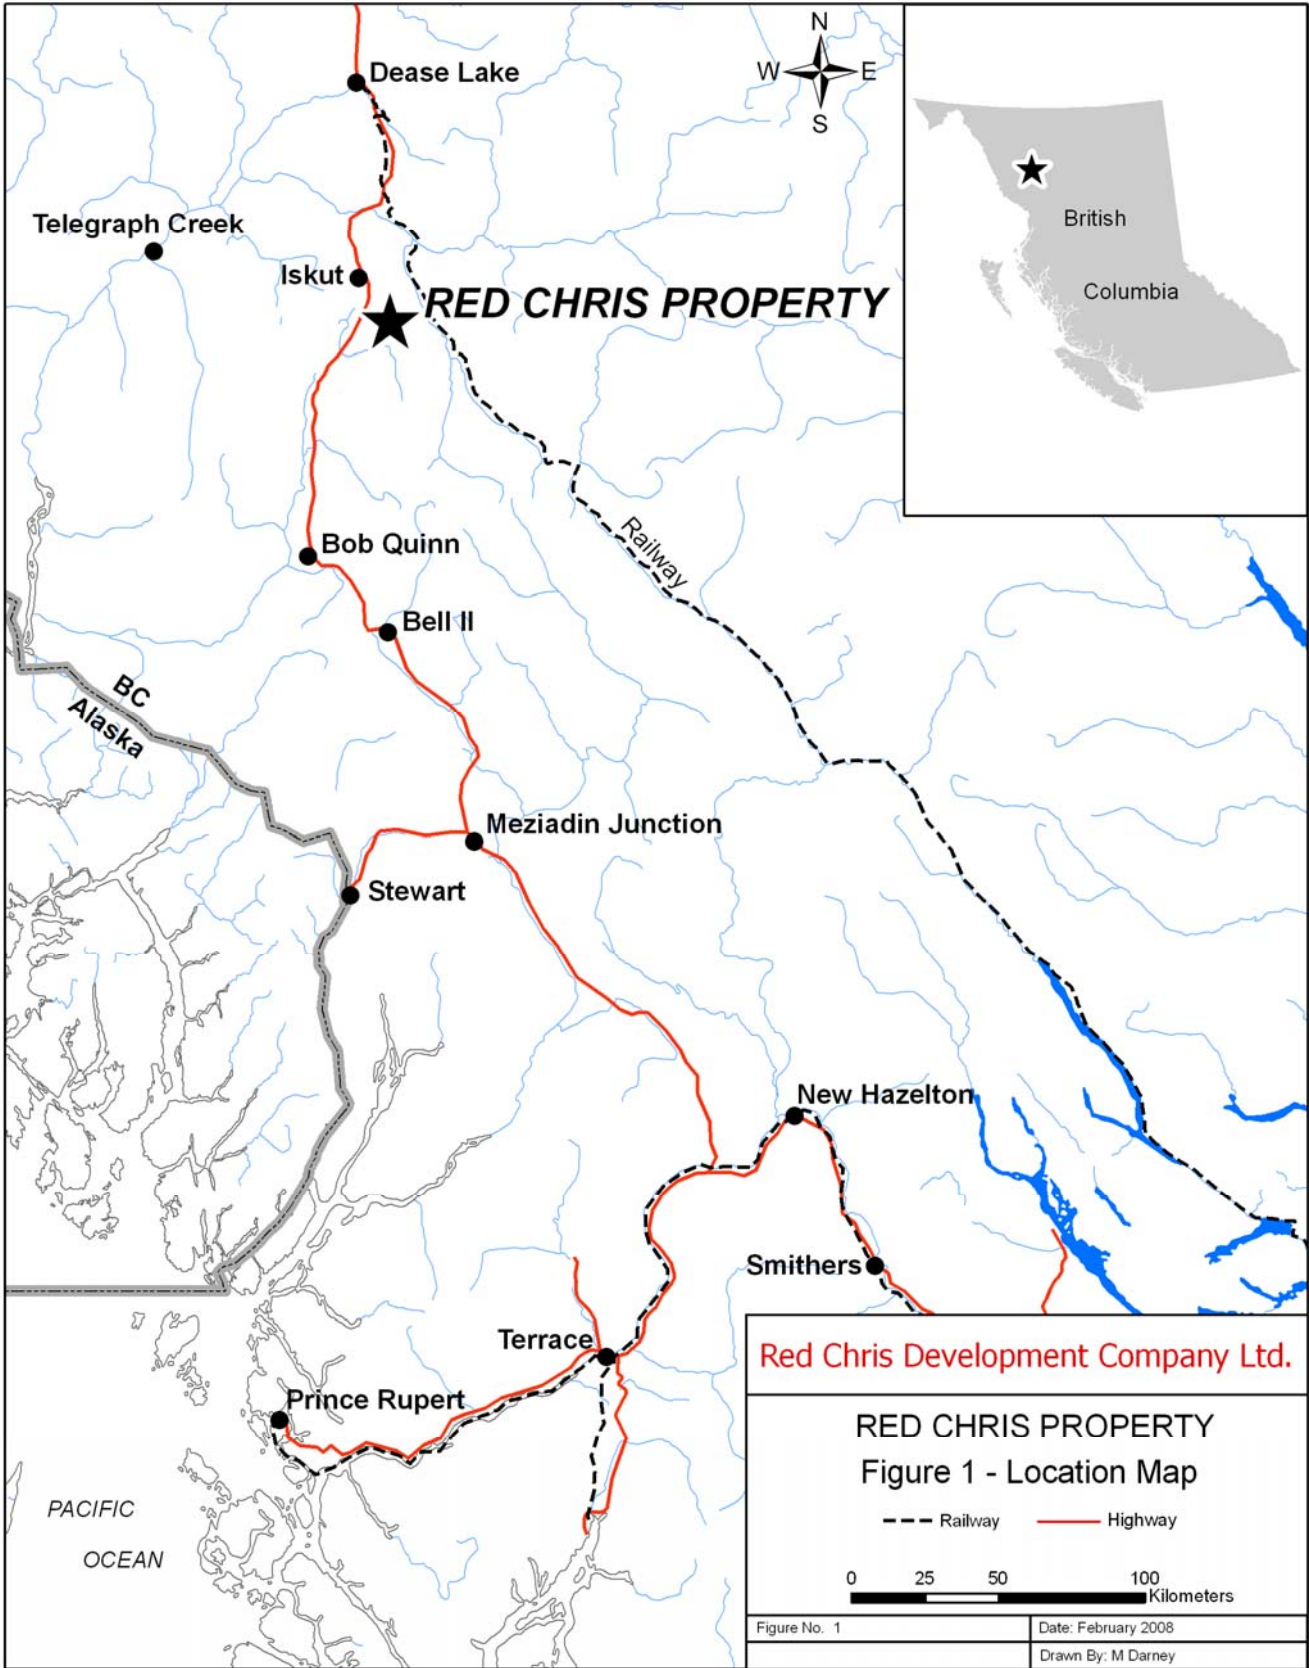 N
W E
S
Dease Lake
Telegraph Creek
Iskut
RED CHRIS PROPERTY
British
Columbia
Bob Quinn
Railway
Bell II
BC
Alaska
Meziadin Junction
Stewart
New Hazelton
Smithers
Terrace
Prince Rupert
PACIFIC
OCEAN
Red Chris Development Company Ltd.
RED CHRIS PROPERTY
Figure 1 - Location Map
Railway Highway
0 25 50 100
Kilometers
Figure No. 1
Date: February 2008
Drawn By: M Darney